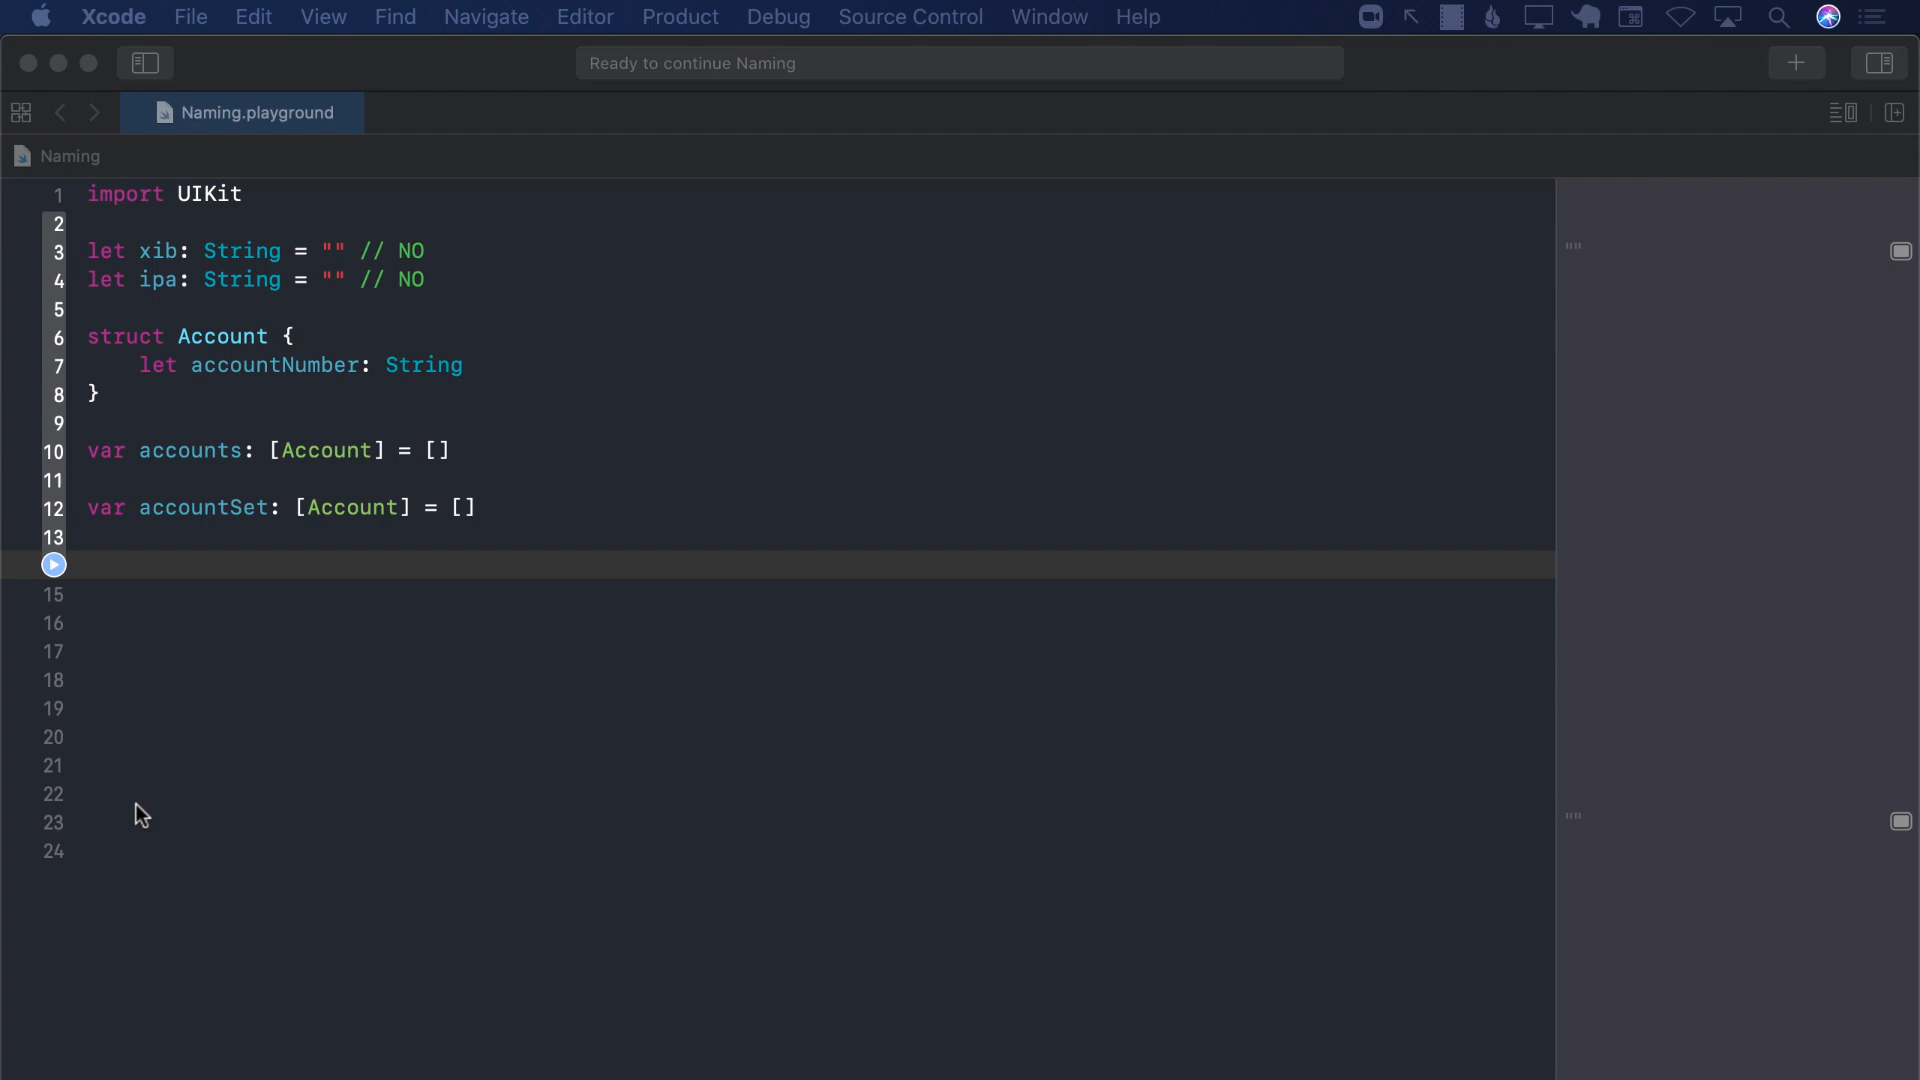 Xcode File Edit View Find Navigate Editor Product Debug Source Control Window Help
Ready to continue Naming
Naming.playground
Naming
1 import UIKit
2
3 let xib: String = "" // NO
4 let ipa: String = "" // NO
5
6 struct Account {
7     let accountNumber: String
8 }
9
10 var accounts: [Account] = []
11
12 var accountSet: [Account] = []
13
15
16
17
18
19
20
21
22
23
24
""
""